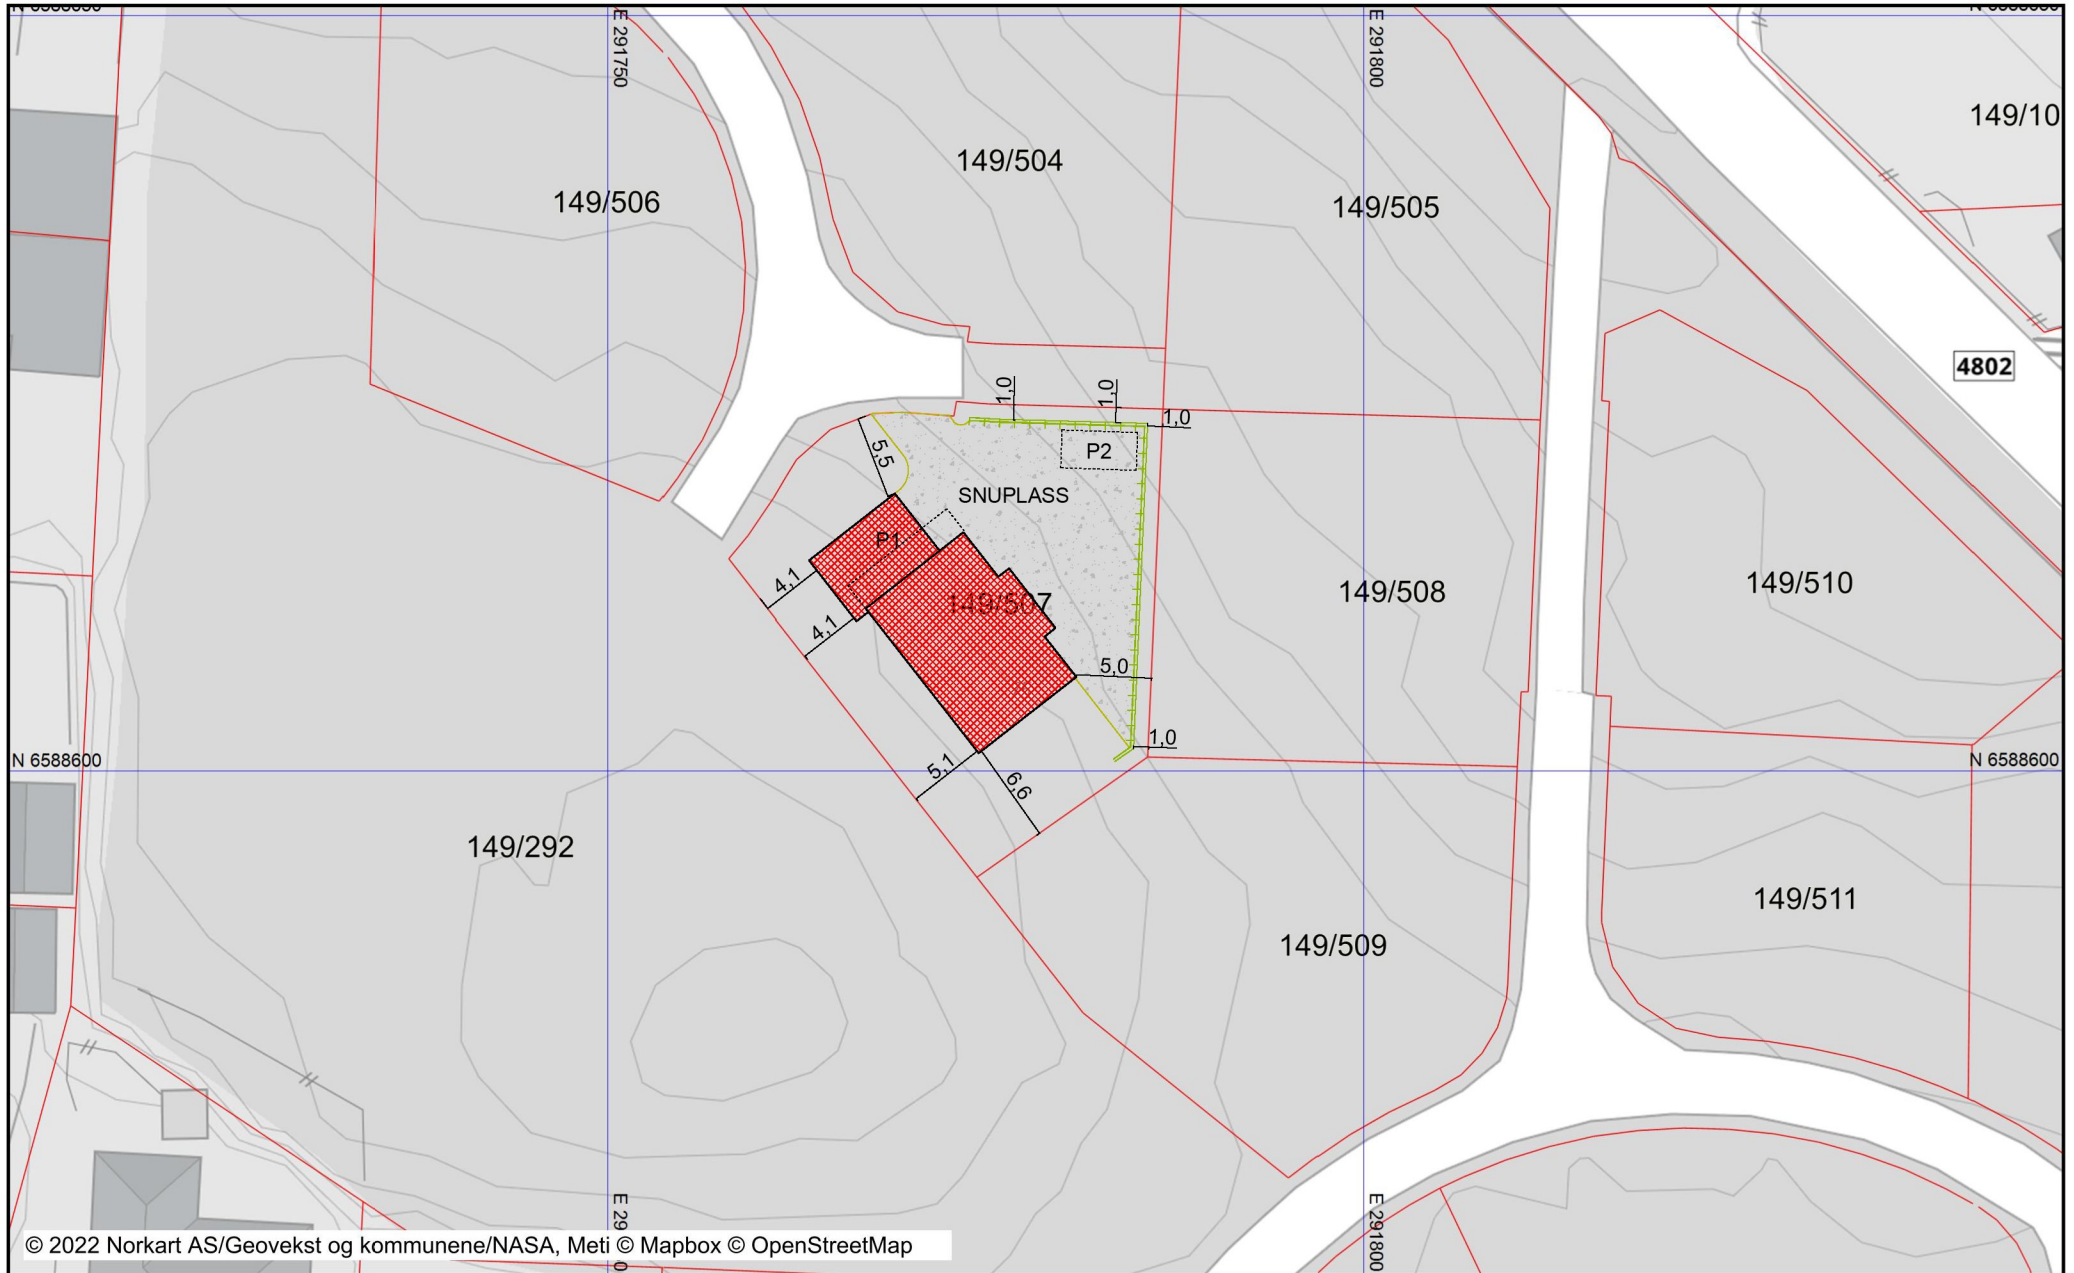 E 291750
E 291800
149/10
149/504
149/506
149/505
4802
1,0
1,0
1,0
5,5
P2
SNUPLASS
P1
4,1
149/507
149/508
149/510
4,1
5,0
1,0
N 6588600
N 6588600
5,1
6,6
149/292
149/511
149/509
E 291800
© 2022 Norkart AS/Geovekst og kommunene/NASA, Meti © Mapbox © OpenStreetMap